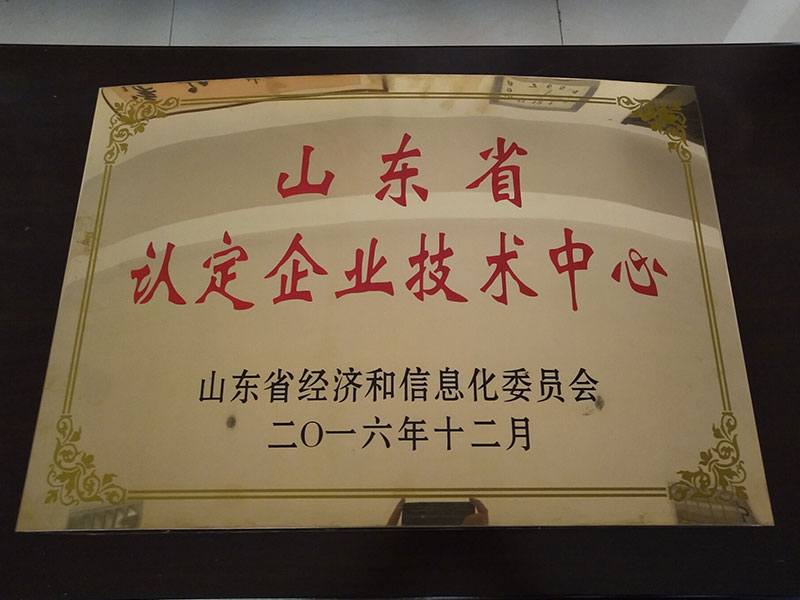 山东省
认定企业技术中心
山东省经济和信息化委员会
二〇一六年十二月